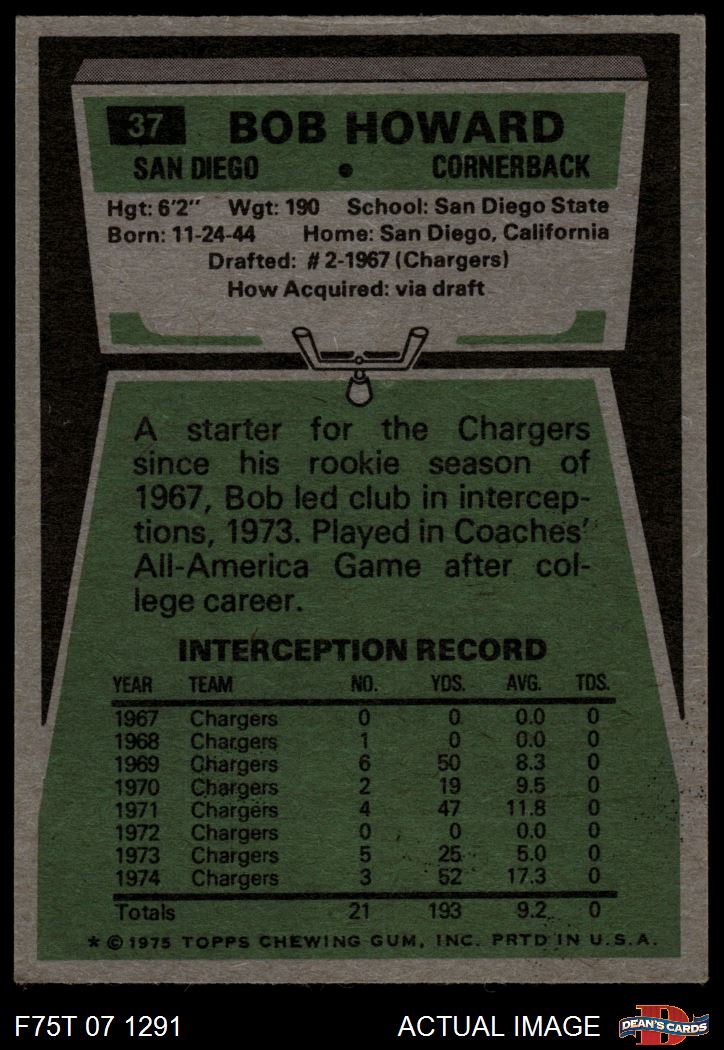 37 BOB HOWARD
SAN DIEGO • CORNERBACK
Hgt: 6'2" Wgt: 190 School: San Diego State
Born: 11-24-44 Home: San Diego, California
Drafted: #2-1967 (Chargers)
How Acquired: via draft
A starter for the Chargers
since his rookie season of
1967, Bob led club in intercep-
tions, 1973. Played in Coaches'
All-America Game after col-
lege career.
INTERCEPTION RECORD
YEAR TEAM NO. YDS. AVG. TDS.
1967 Chargers 0 0 0.0 0
1968 Chargers 1 0 0.0 0
1969 Chargers 6 50 8.3 0
1970 Chargers 2 19 9.5 0
1971 Chargers 4 47 11.8 0
1972 Chargers 0 0 0.0 0
1973 Chargers 5 25 5.0 0
1974 Chargers 3 52 17.3 0
Totals 21 193 9.2 0
* © 1975 TOPPS CHEWING GUM, INC. PRTD IN U.S.A.
F75T 07 1291 ACTUAL IMAGE D DEAN'S CARDS